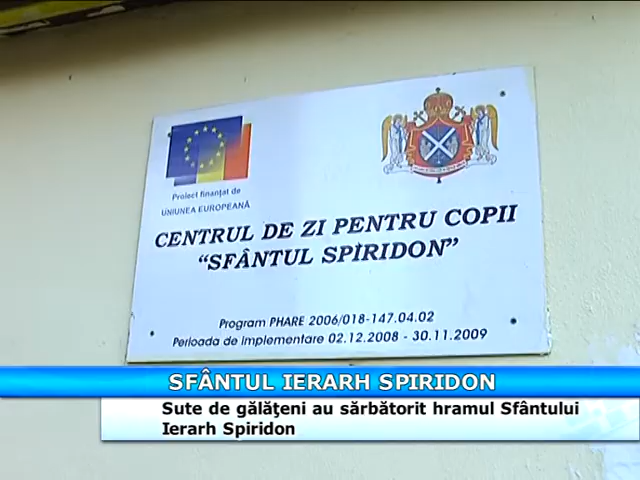 Proiect finanţat de
UNIUNEA EUROPEANĂ
CENTRUL DE ZI PENTRU COPII
“SFÂNTUL SPIRIDON”
Program PHARE 2006/018-147.04.02
Perioada de implementare 02.12.2008 - 30.11.2009
SFÂNTUL IERARH SPIRIDON
Sute de gălăţeni au sărbătorit hramul Sfântului
Ierarh Spiridon